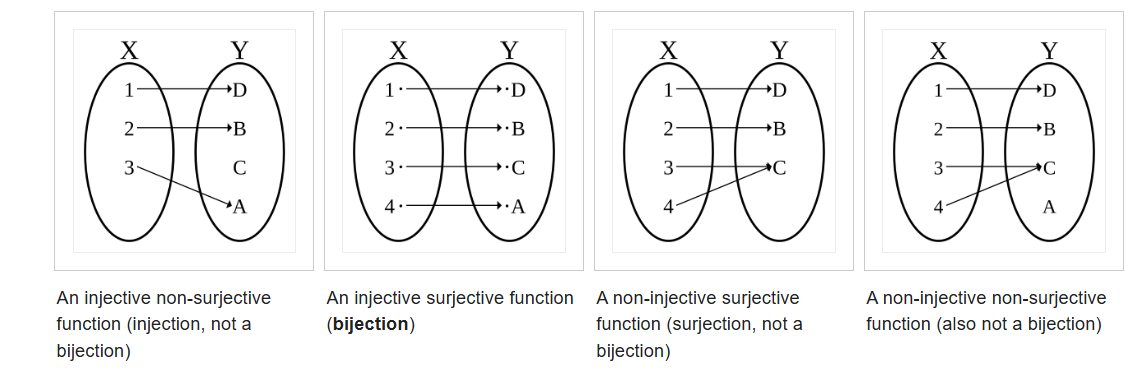 X Y
1 D
2 B
3 C
A
An injective non-surjective
function (injection, not a
bijection)
X Y
1 D
2 B
3 C
4 A
An injective surjective function
(bijection)
X Y
1 D
2 B
3 C
4
A non-injective surjective
function (surjection, not a
bijection)
X Y
1 D
2 B
3 C
4 A
A non-injective non-surjective
function (also not a bijection)